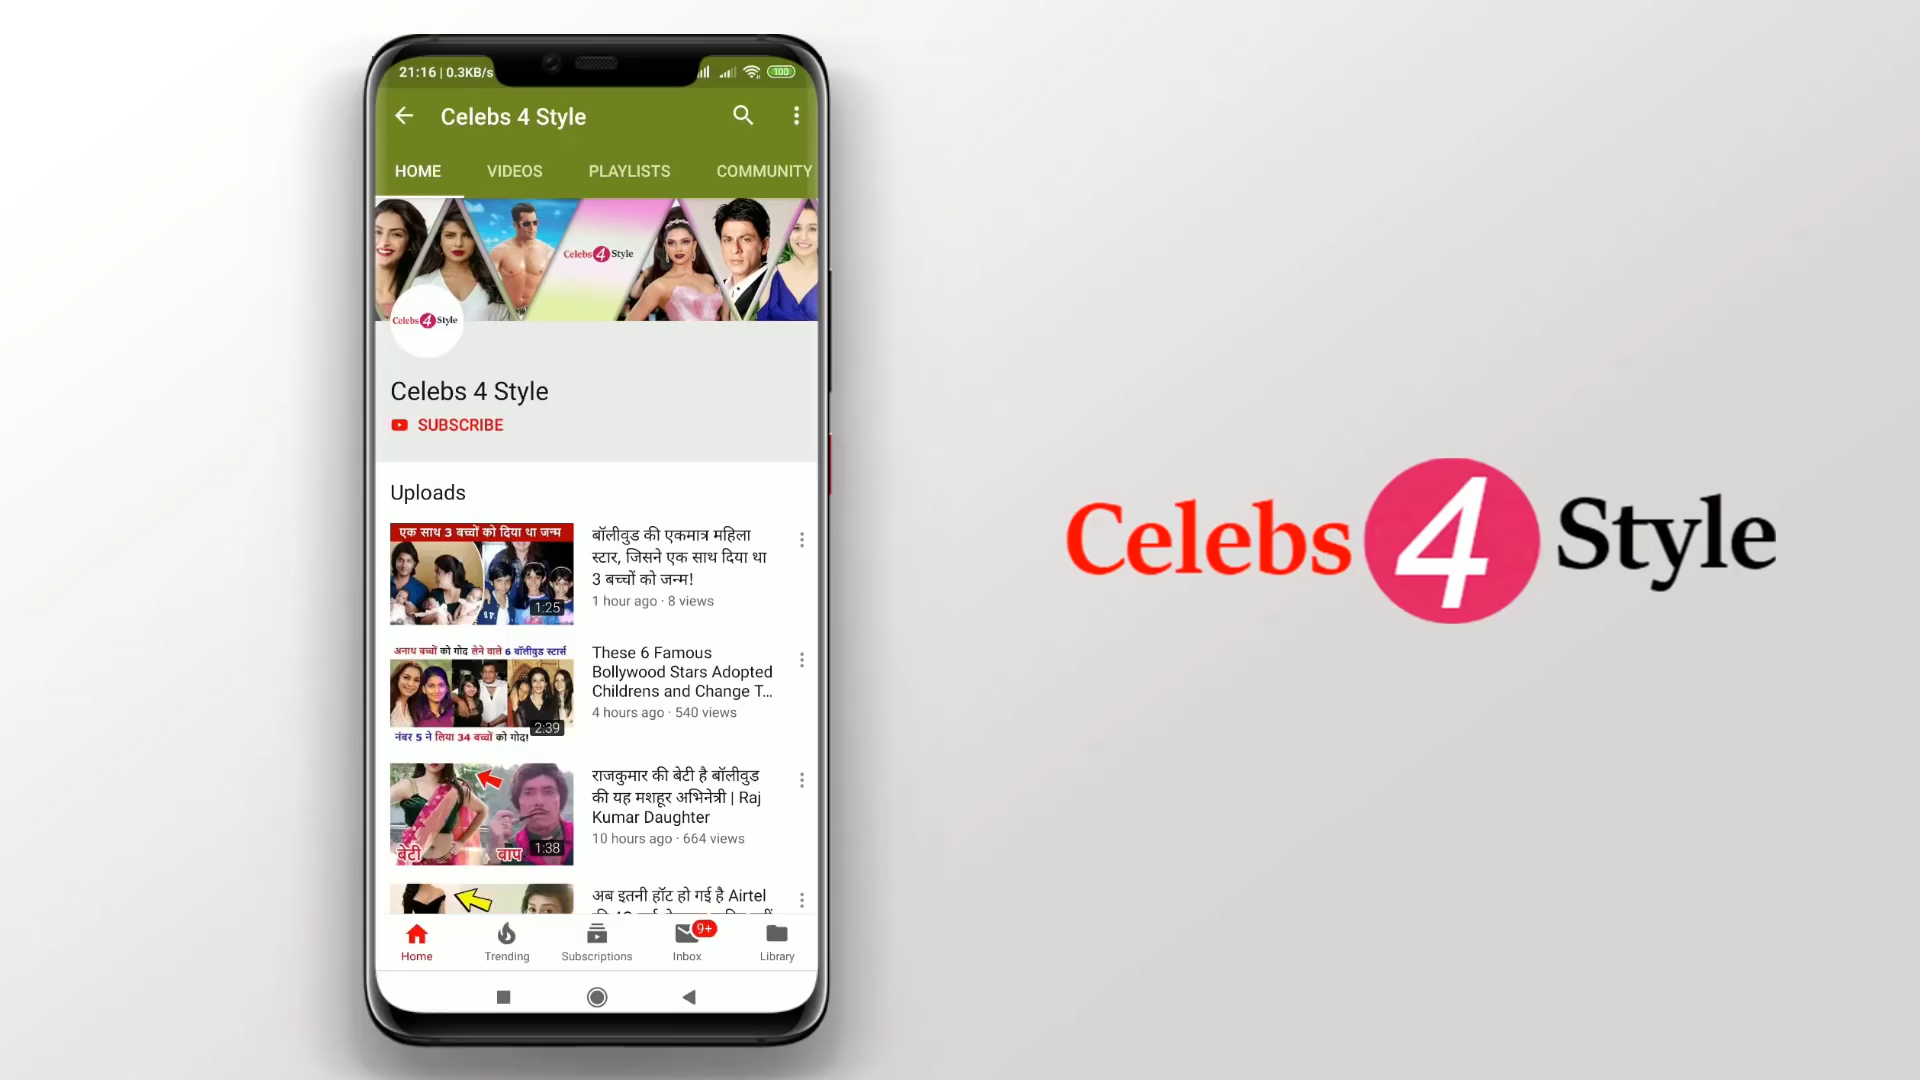 21:16 | 0.3KB/s
100
Celebs 4 Style
HOME VIDEOS PLAYLISTS COMMUNITY
Celebs 4 Style
Celebs 4 Style
Celebs 4 Style
SUBSCRIBE
Uploads
एक साथ 3 बच्चों को दिया था जन्म
1:25
बॉलीवुड की एकमात्र महिला
स्टार, जिसने एक साथ दिया था
3 बच्चों को जन्म!
1 hour ago · 8 views
अनाथ बच्चों को गोद लेने वाले 6 बॉलीवुड स्टार्स
2:39
नंबर 5 ने लिया 34 बच्चों को गोद!
These 6 Famous
Bollywood Stars Adopted
Childrens and Change T...
4 hours ago · 540 views
बेटी बाप 1:38
राजकुमार की बेटी है बॉलीवुड
की यह मशहूर अभिनेत्री | Raj
Kumar Daughter
10 hours ago · 664 views
अब इतनी हॉट हो गई है Airtel
9+
Home Trending Subscriptions Inbox Library
Celebs 4 Style